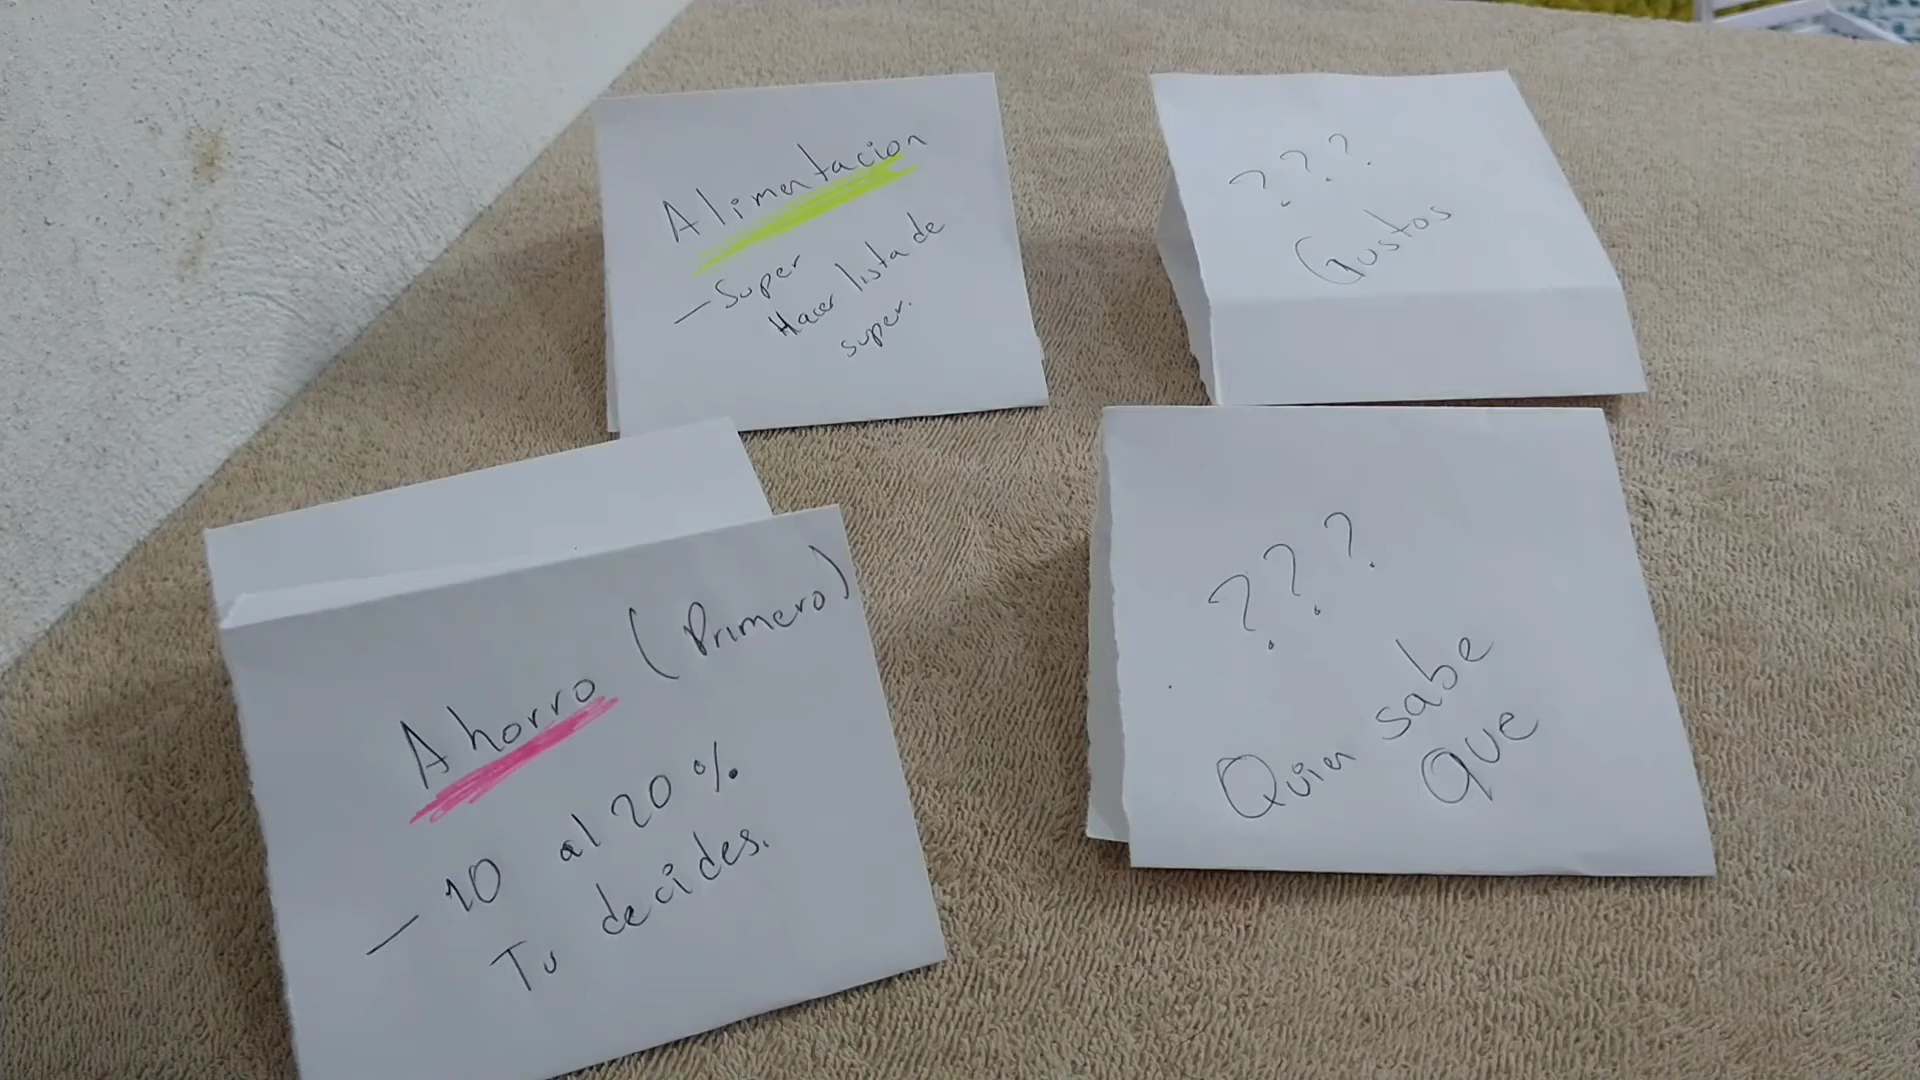 Alimentacion
- Super
Hacer lista de
super.
? ? ?
Gustos
Ahorro (Primero)
- 10 al 20%
Tu decides.
? ? ?
Quien sabe
que